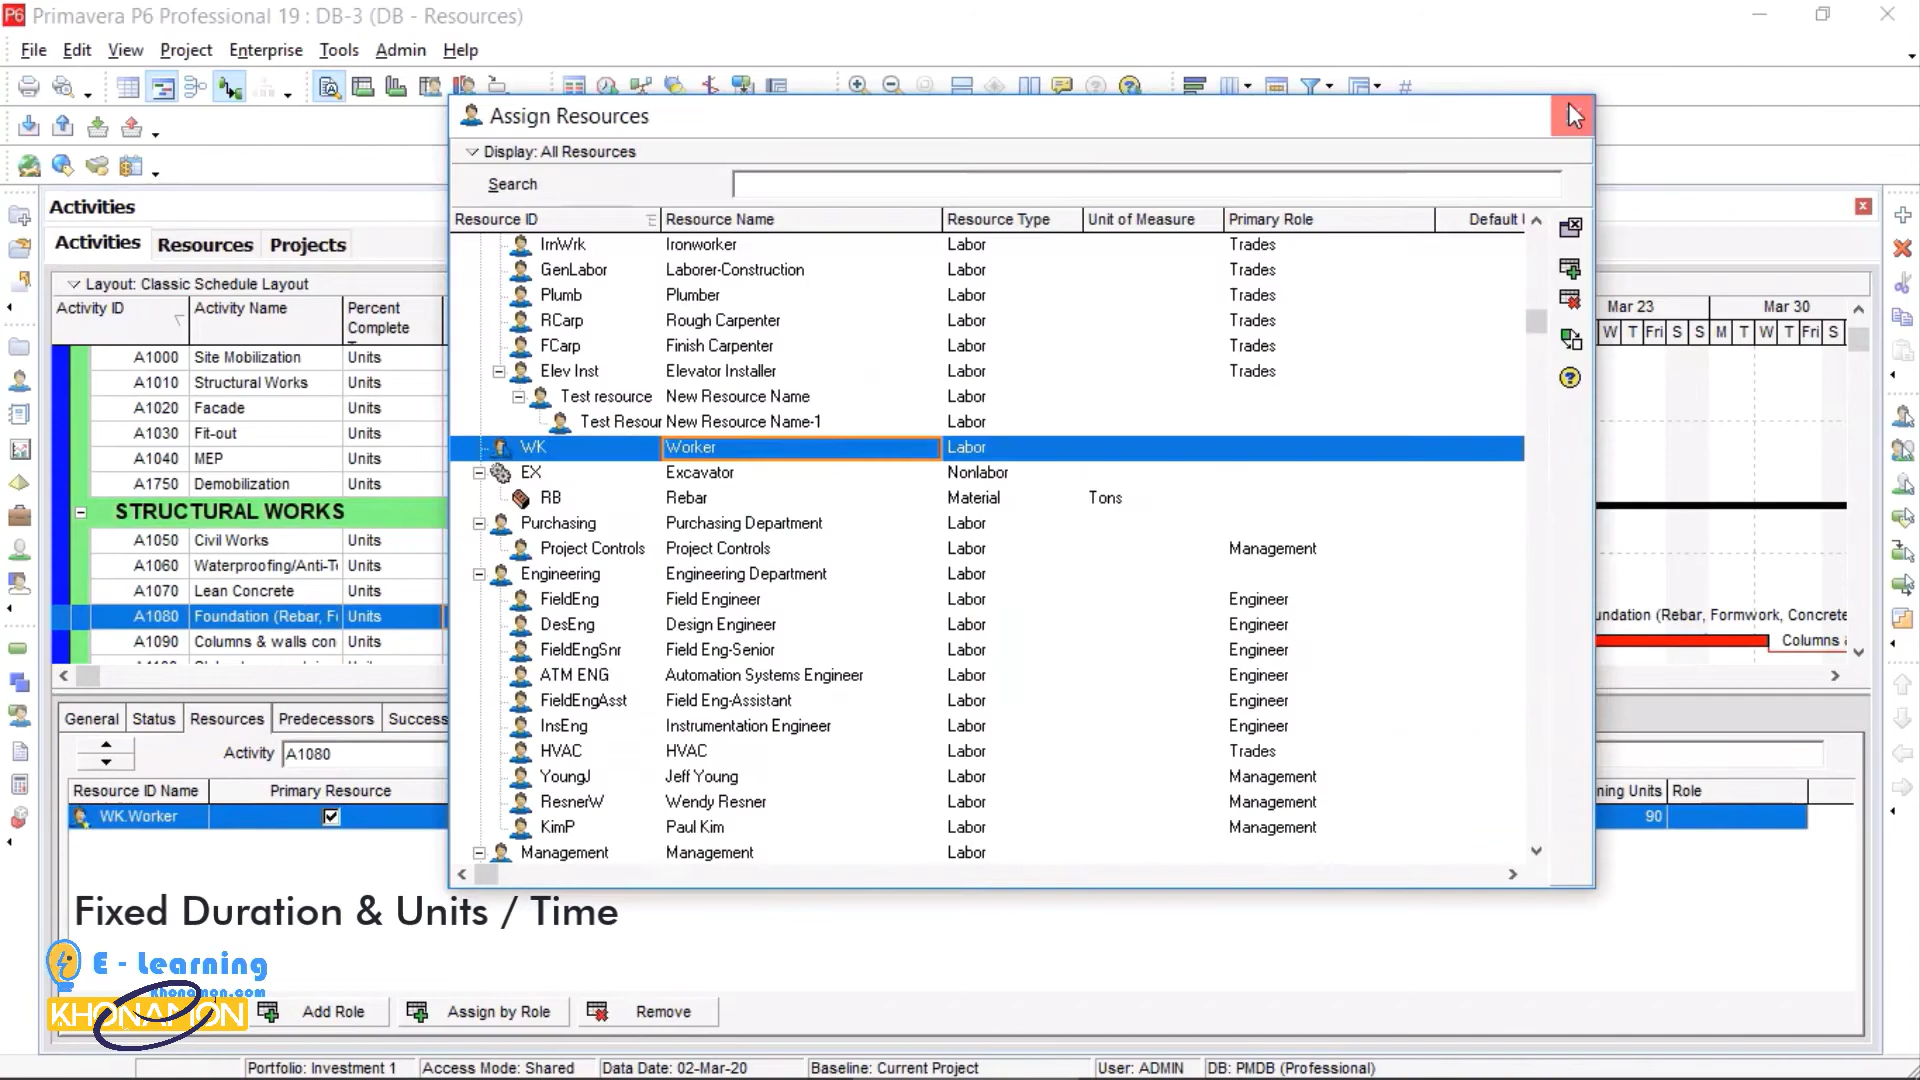 Primavera P6 Professional 19 : DB-3 (DB - Resources)
File Edit View Project Enterprise Tools Admin Help
Assign Resources
Display: All Resources
Search
Resource ID Resource Name Resource Type Unit of Measure Primary Role Default
IrnWrk Ironworker Labor Trades
GenLabor Laborer-Construction Labor Trades
Plumb Plumber Labor Trades
RCarp Rough Carpenter Labor Trades
FCarp Finish Carpenter Labor Trades
Elev Inst Elevator Installer Labor Trades
Test resource New Resource Name Labor
Test Resour New Resource Name-1 Labor
WK Worker Labor
EX Excavator Nonlabor
RB Rebar Material Tons
Purchasing Purchasing Department Labor
Project Controls Project Controls Labor Management
Engineering Engineering Department Labor
FieldEng Field Engineer Labor Engineer
DesEng Design Engineer Labor Engineer
FieldEngSnr Field Eng-Senior Labor Engineer
ATM ENG Automation Systems Engineer Labor Engineer
FieldEngAsst Field Eng-Assistant Labor Engineer
InsEng Instrumentation Engineer Labor Engineer
HVAC HVAC Labor Trades
YoungJ Jeff Young Labor Management
ResnerW Wendy Resner Labor Management
KimP Paul Kim Labor Management
Management Management Labor
Activities
Activities Resources Projects
Layout: Classic Schedule Layout
Activity ID Activity Name Percent Complete
A1000 Site Mobilization Units
A1010 Structural Works Units
A1020 Facade Units
A1030 Fit-out Units
A1040 MEP Units
A1750 Demobilization Units
STRUCTURAL WORKS
A1050 Civil Works Units
A1060 Waterproofing/Anti-T Units
A1070 Lean Concrete Units
A1080 Foundation (Rebar, F Units
A1090 Columns & walls con Units
Mar 23 Mar 30
W T Fri S S M T W T Fri S
undation (Rebar, Formwork, Concrete
Columns
General Status Resources Predecessors Success
Activity A1080
Resource ID Name Primary Resource ning Units Role
WK.Worker 90
Fixed Duration & Units / Time
E - Learning
khonamon.com
KHONAMON
Add Role Assign by Role Remove
Portfolio: Investment 1 Access Mode: Shared Data Date: 02-Mar-20 Baseline: Current Project User: ADMIN DB: PMDB (Professional)